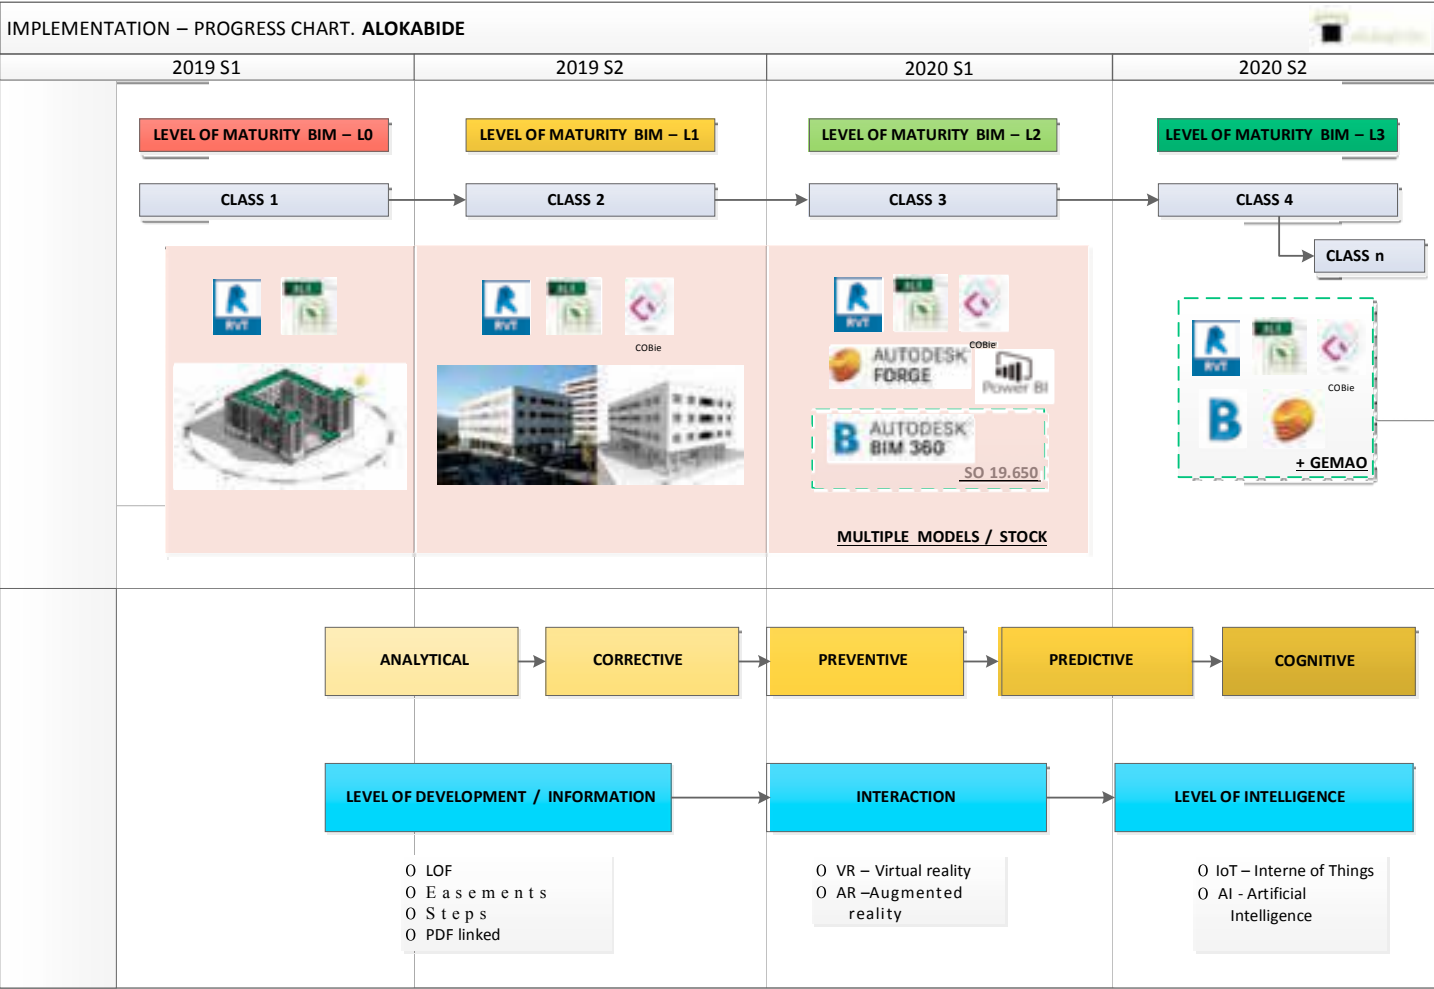 IMPLEMENTATION – PROGRESS CHART. ALOKABIDE
2019 S1
2019 S2
2020 S1
2020 S2
LEVEL OF MATURITY BIM – L0
LEVEL OF MATURITY BIM – L1
LEVEL OF MATURITY BIM – L2
LEVEL OF MATURITY BIM – L3
CLASS 1
CLASS 2
CLASS 3
CLASS 4
CLASS n
RVT
RVT
COBie
RVT
COBie
AUTODESK
FORGE
Power BI
B AUTODESK
BIM 360
SO 19.650
MULTIPLE MODELS / STOCK
RVT
COBie
B
+ GEMAO
ANALYTICAL
CORRECTIVE
PREVENTIVE
PREDICTIVE
COGNITIVE
LEVEL OF DEVELOPMENT / INFORMATION
INTERACTION
LEVEL OF INTELLIGENCE
O LOF
O Easements
O Steps
O PDF linked
O VR – Virtual reality
O AR –Augmented
reality
O IoT – Interne of Things
O AI - Artificial
Intelligence